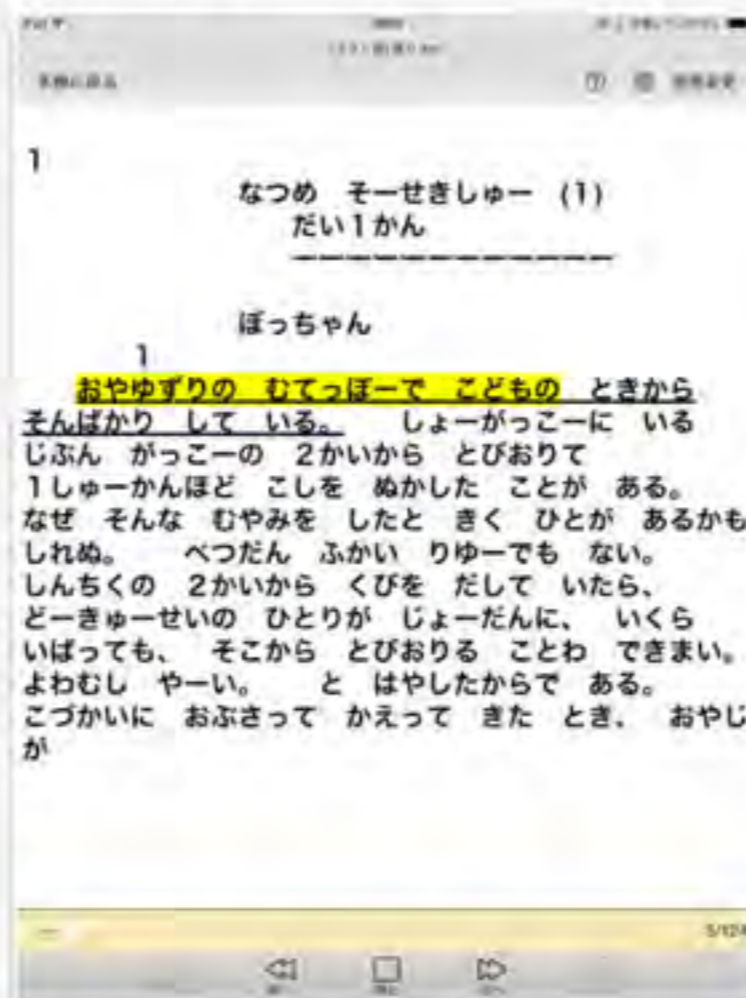 1
なつめ そーせきしゅー (1)
だい1かん
ーーーーーーーーーーーー
ぼっちゃん
1
おやゆずりの むてっぽーで こどもの ときから
そんばかり して いる。 しょーがっこーに いる
じぶん がっこーの 2かいから とびおりて
1しゅーかんほど こしを ぬかした ことが ある。
なぜ そんな むやみを したと きく ひとが あるかも
しれぬ。 べつだん ふかい りゆーでも ない。
しんちくの 2かいから くびを だして いたら、
どーきゅーせいの ひとりが じょーだんに、 いくら
いばっても、 そこから とびおりる ことわ できまい。
よわむし やーい。 と はやしたからで ある。
こづかいに おぶさって かえって きた とき、 おやじ
が